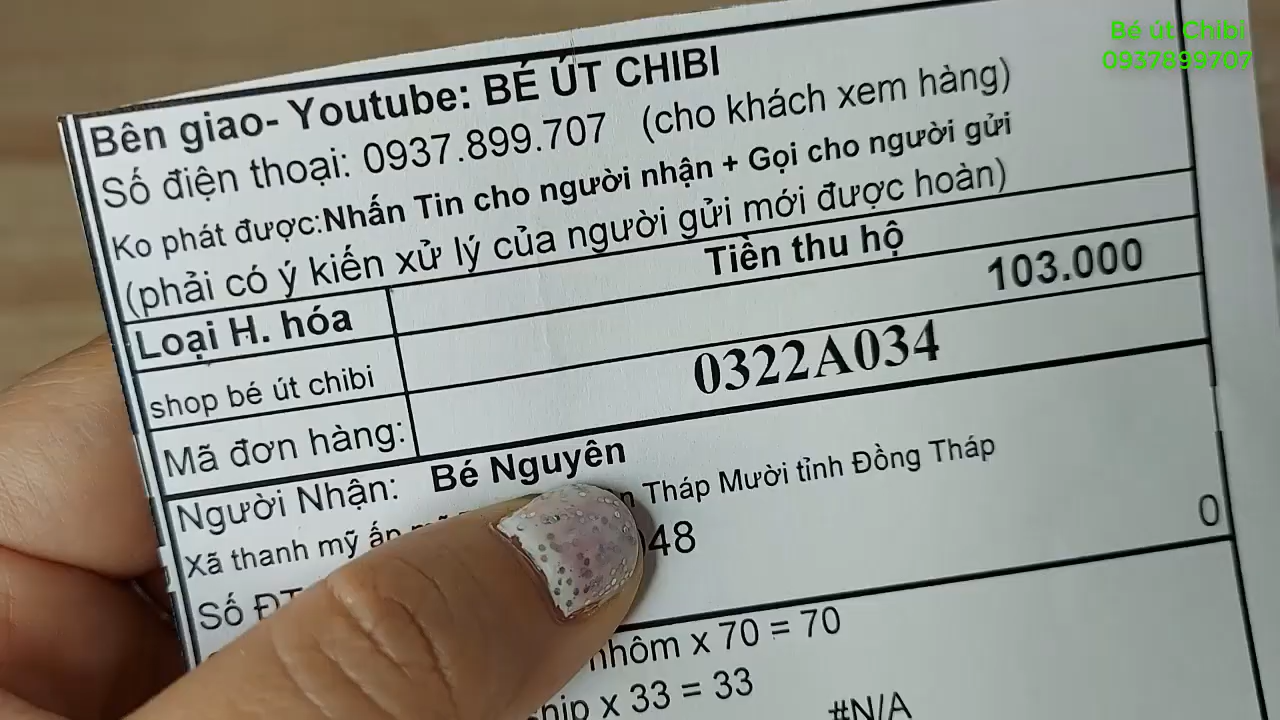 Bé út Chibi
0937899707
Bên giao- Youtube: BÉ ÚT CHIBI
Số điện thoại: 0937.899.707 (cho khách xem hàng)
Ko phát được:Nhấn Tin cho người nhận + Gọi cho người gửi
(phải có ý kiến xử lý của người gửi mới được hoàn)
Loại H. hóa Tiền thu hộ
shop bé út chibi 103.000
Mã đơn hàng: 0322A034
Người Nhận: Bé Nguyên
Xã thanh mỹ ấp Tháp Mười tỉnh Đồng Tháp
Số ĐT 48 0
nhôm x 70 = 70
x 33 = 33
#N/A